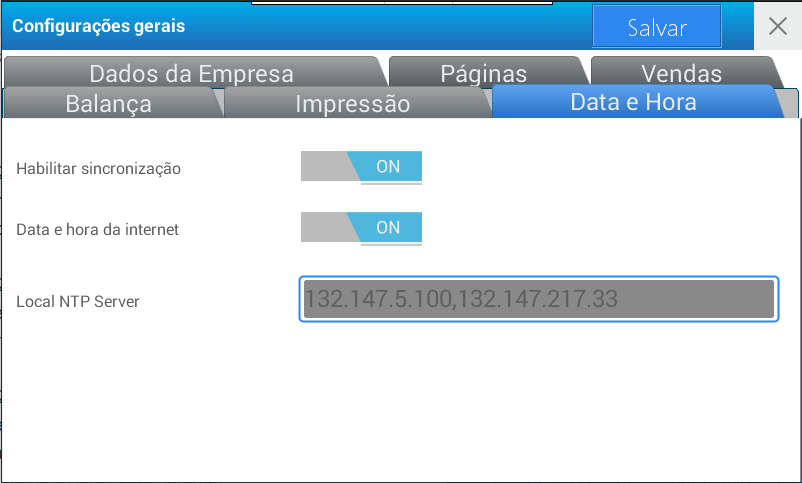 Configurações gerais
Salvar
Dados da Empresa
Páginas
Vendas
Balança
Impressão
Data e Hora
Habilitar sincronização
ON
Data e hora da internet
ON
Local NTP Server
132.147.5.100,132.147.217.33